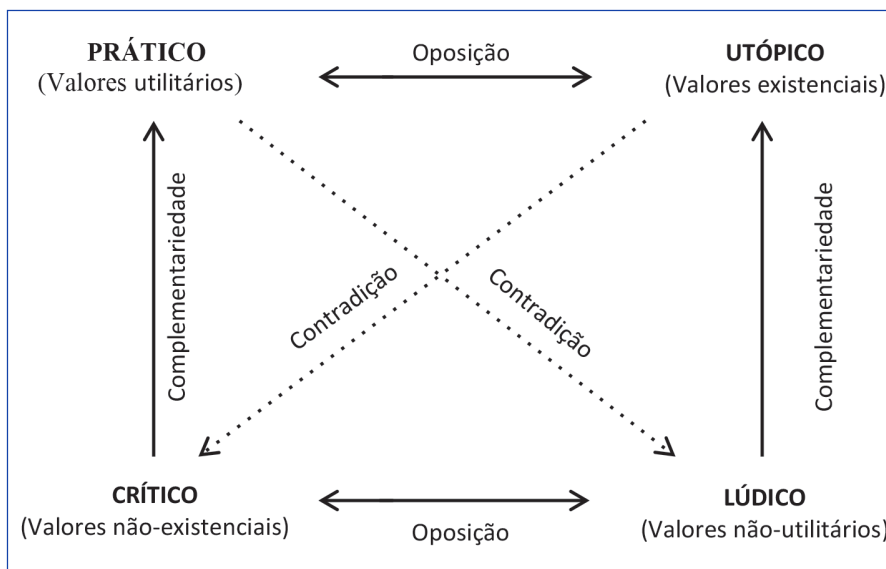 PRÁTICO
(Valores utilitários)
Oposição
UTÓPICO
(Valores existenciais)
Complementariedade
Contradição
Contradição
Complementariedade
CRÍTICO
(Valores não-existenciais)
Oposição
LÚDICO
(Valores não-utilitários)